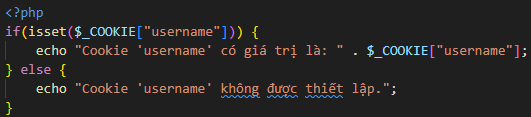 <?php
if(isset($_COOKIE["username"])) {
    echo "Cookie 'username' có giá trị là: " . $_COOKIE["username"];
} else {
    echo "Cookie 'username' không được thiết lập.";
}